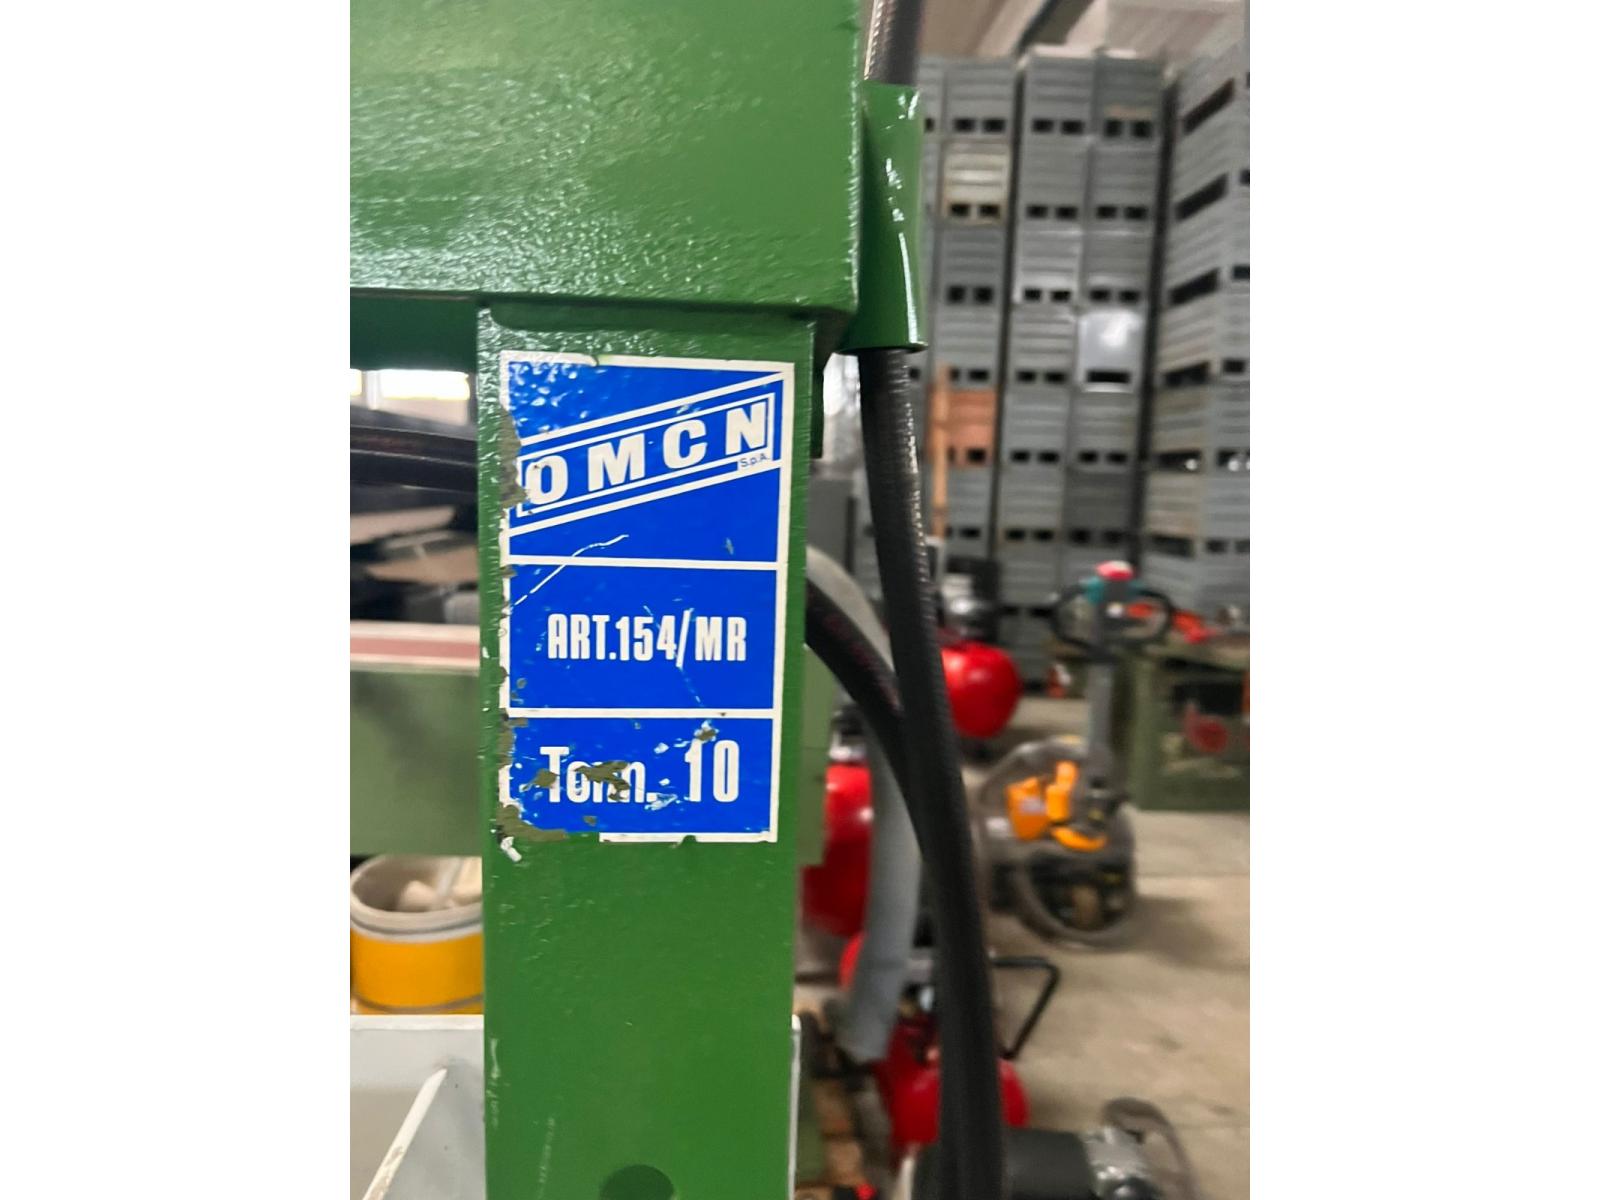 OMCN
S.p.A.
ART.154/MR
Tonn. 10